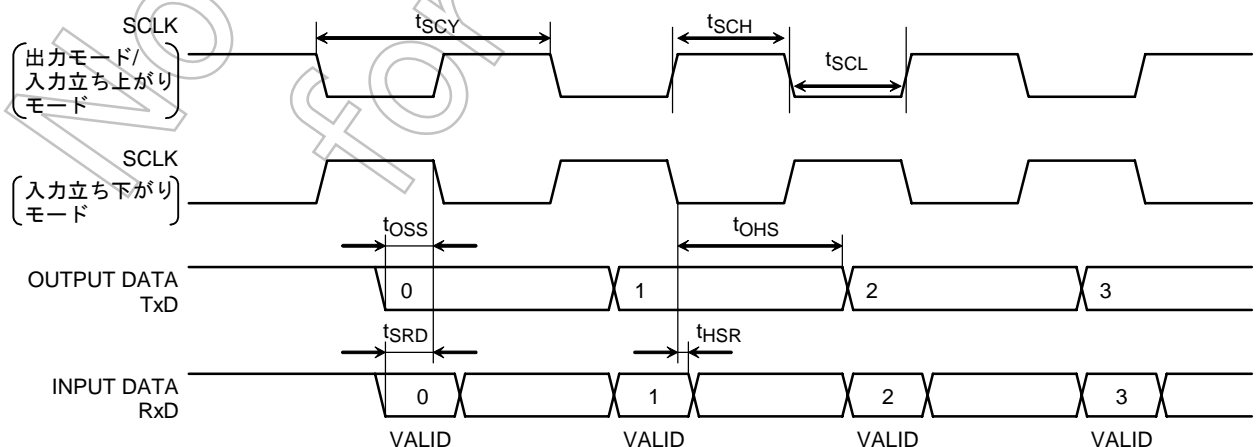 SCLK
出力モード/
入力立ち上がり
モード
tSCY
tSCH
tSCL
SCLK
入力立ち下がり
モード
tOSS
tOHS
OUTPUT DATA
TxD
0
1
2
3
tSRD
tHSR
INPUT DATA
RxD
0
1
2
3
VALID
VALID
VALID
VALID